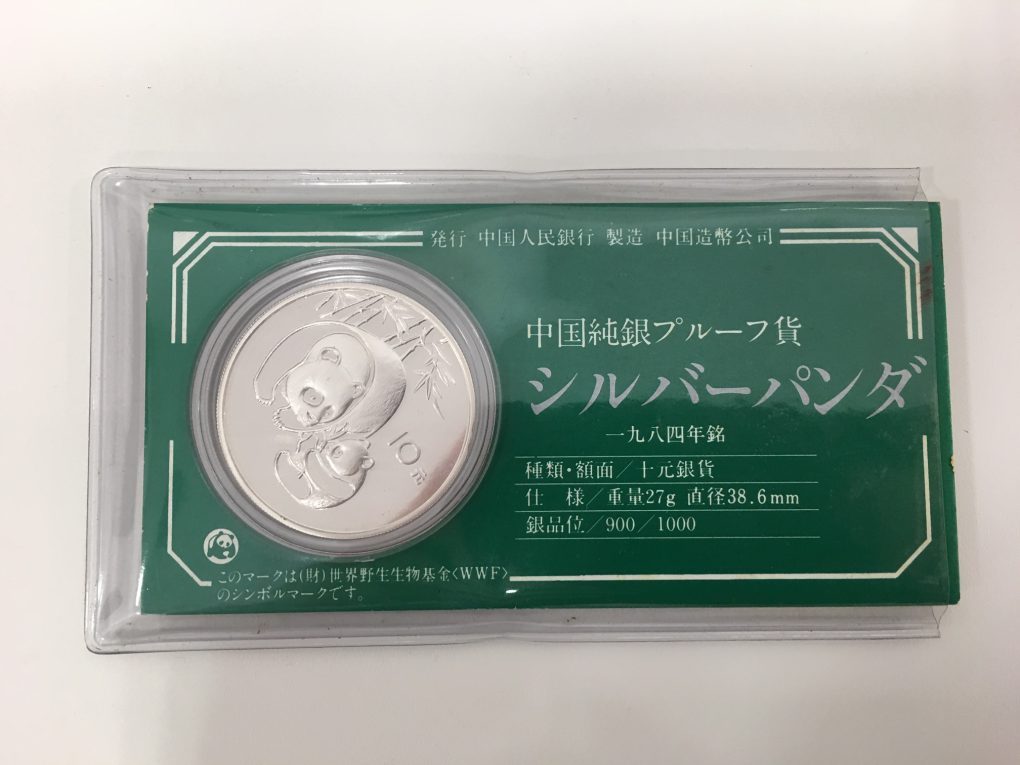 発行 中国人民銀行 製造 中国造幣公司
中国純銀プルーフ貨
シルバーパンダ
一九八四年銘
種類・額面／十元銀貨
仕 様／重量27g 直径38.6mm
銀品位／900／1000
10元
このマークは(財)世界野生生物基金〈WWF〉
のシンボルマークです。